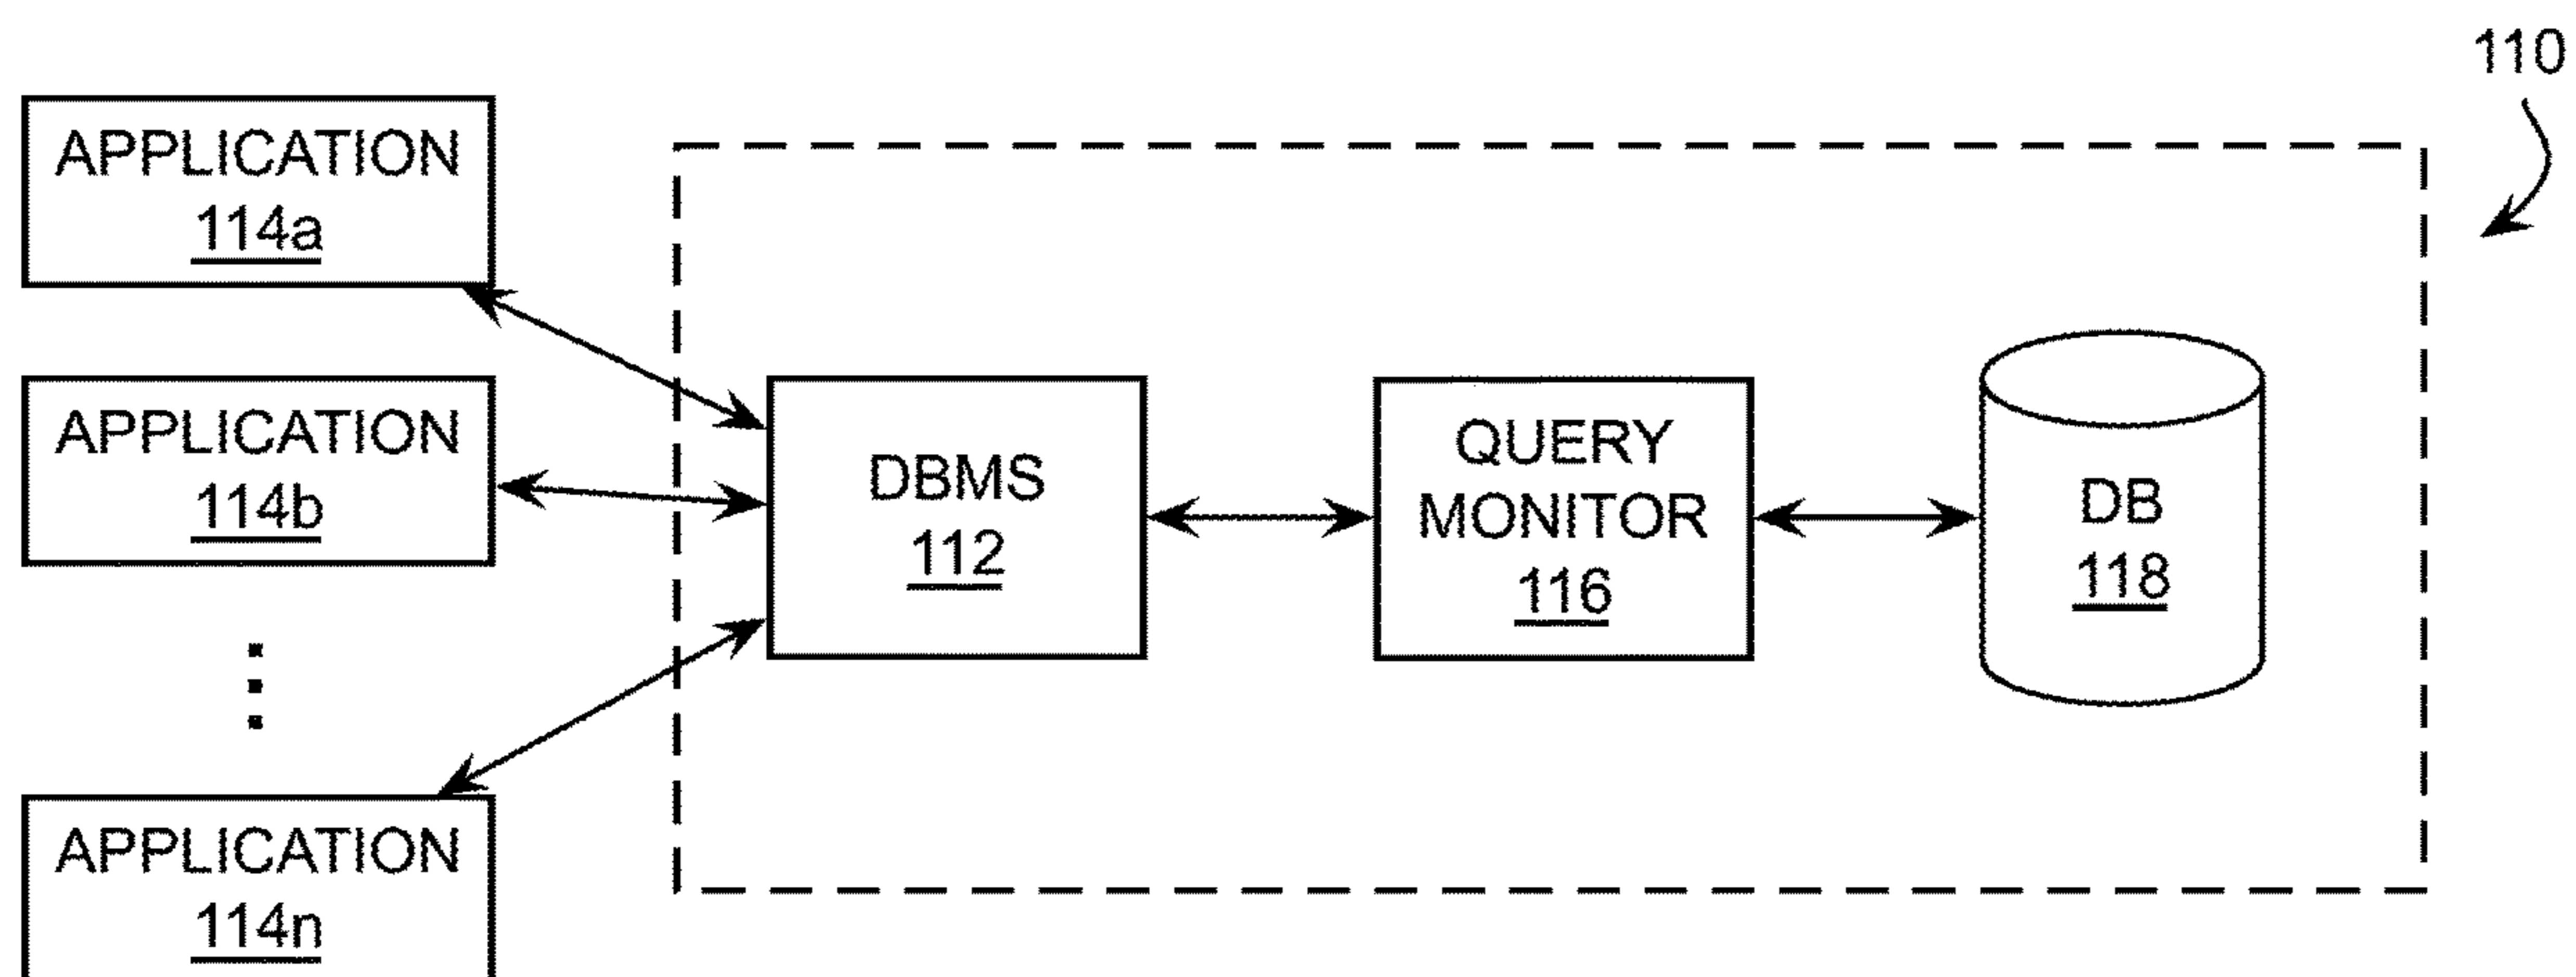 110
APPLICATION
114a
APPLICATION
114b
APPLICATION
114n
DBMS
112
QUERY
MONITOR
116
DB
118